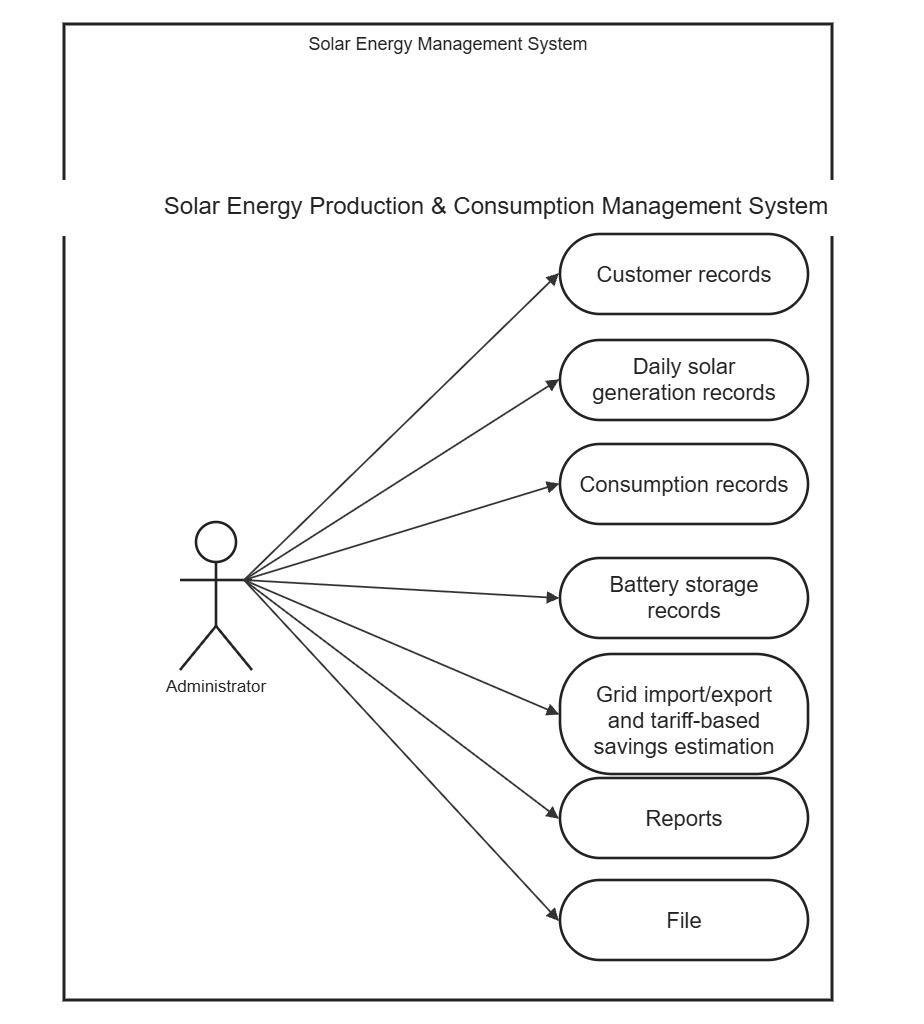 Solar Energy Management System
Solar Energy Production & Consumption Management System
Customer records
Daily solar
generation records
Consumption records
Battery storage
records
Administrator
Grid import/export
and tariff-based
savings estimation
Reports
File